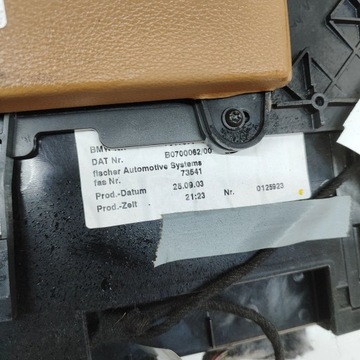 DAT Nr. B0700062:00
fischer Automotive Systems
fas Nr. 73541
Prod.-Datum 25.09.03 Nr. 0125923
Prod.-Zeit 21:23